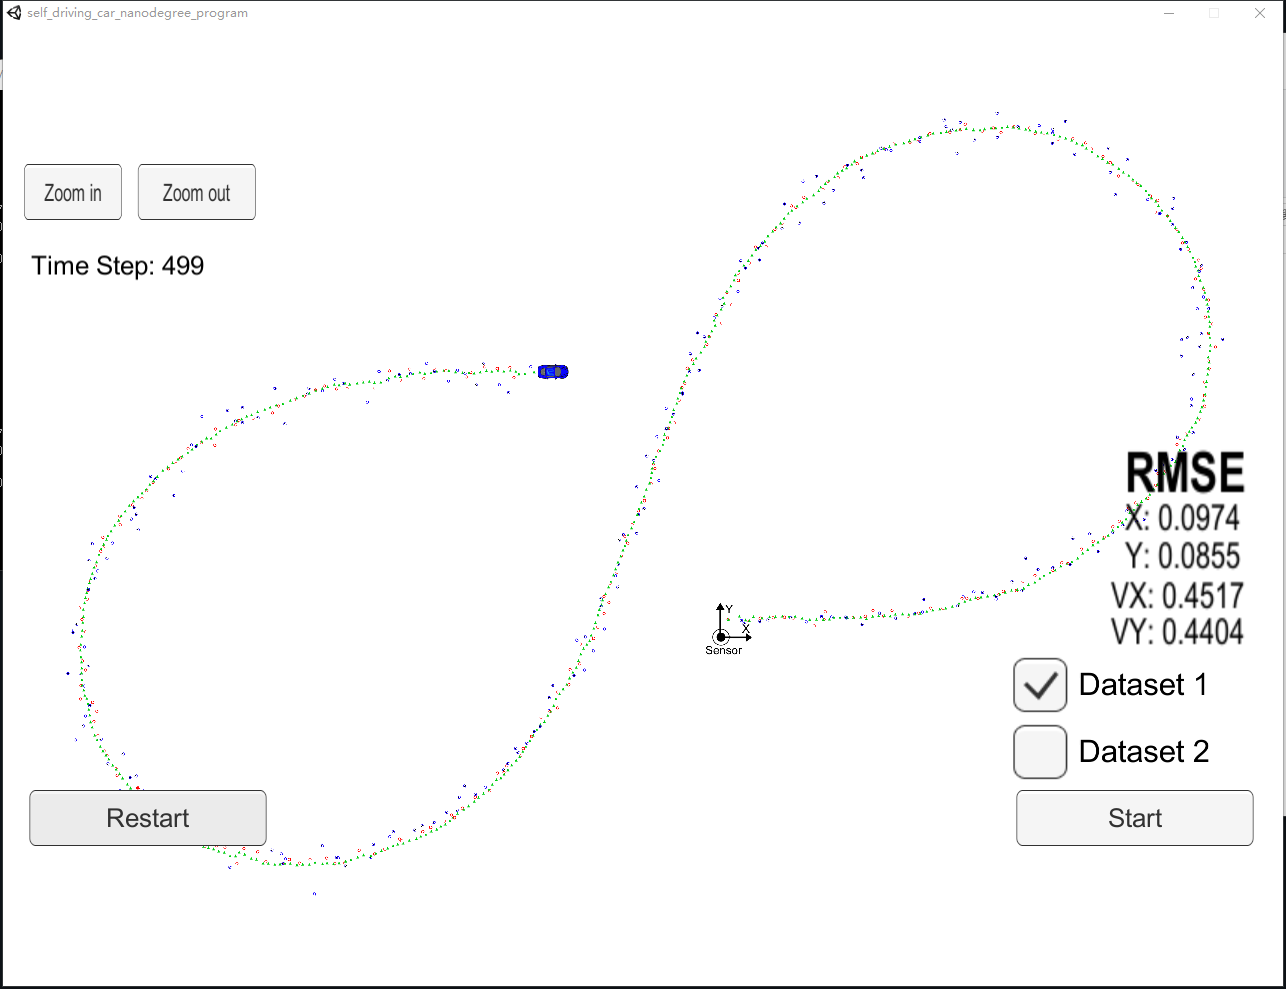 self_driving_car_nanodegree_program
Zoom in
Zoom out
Time Step: 499
RMSE
X: 0.0974
Y: 0.0855
VX: 0.4517
VY: 0.4404
Y
X
Sensor
Dataset 1
Dataset 2
Restart
Start